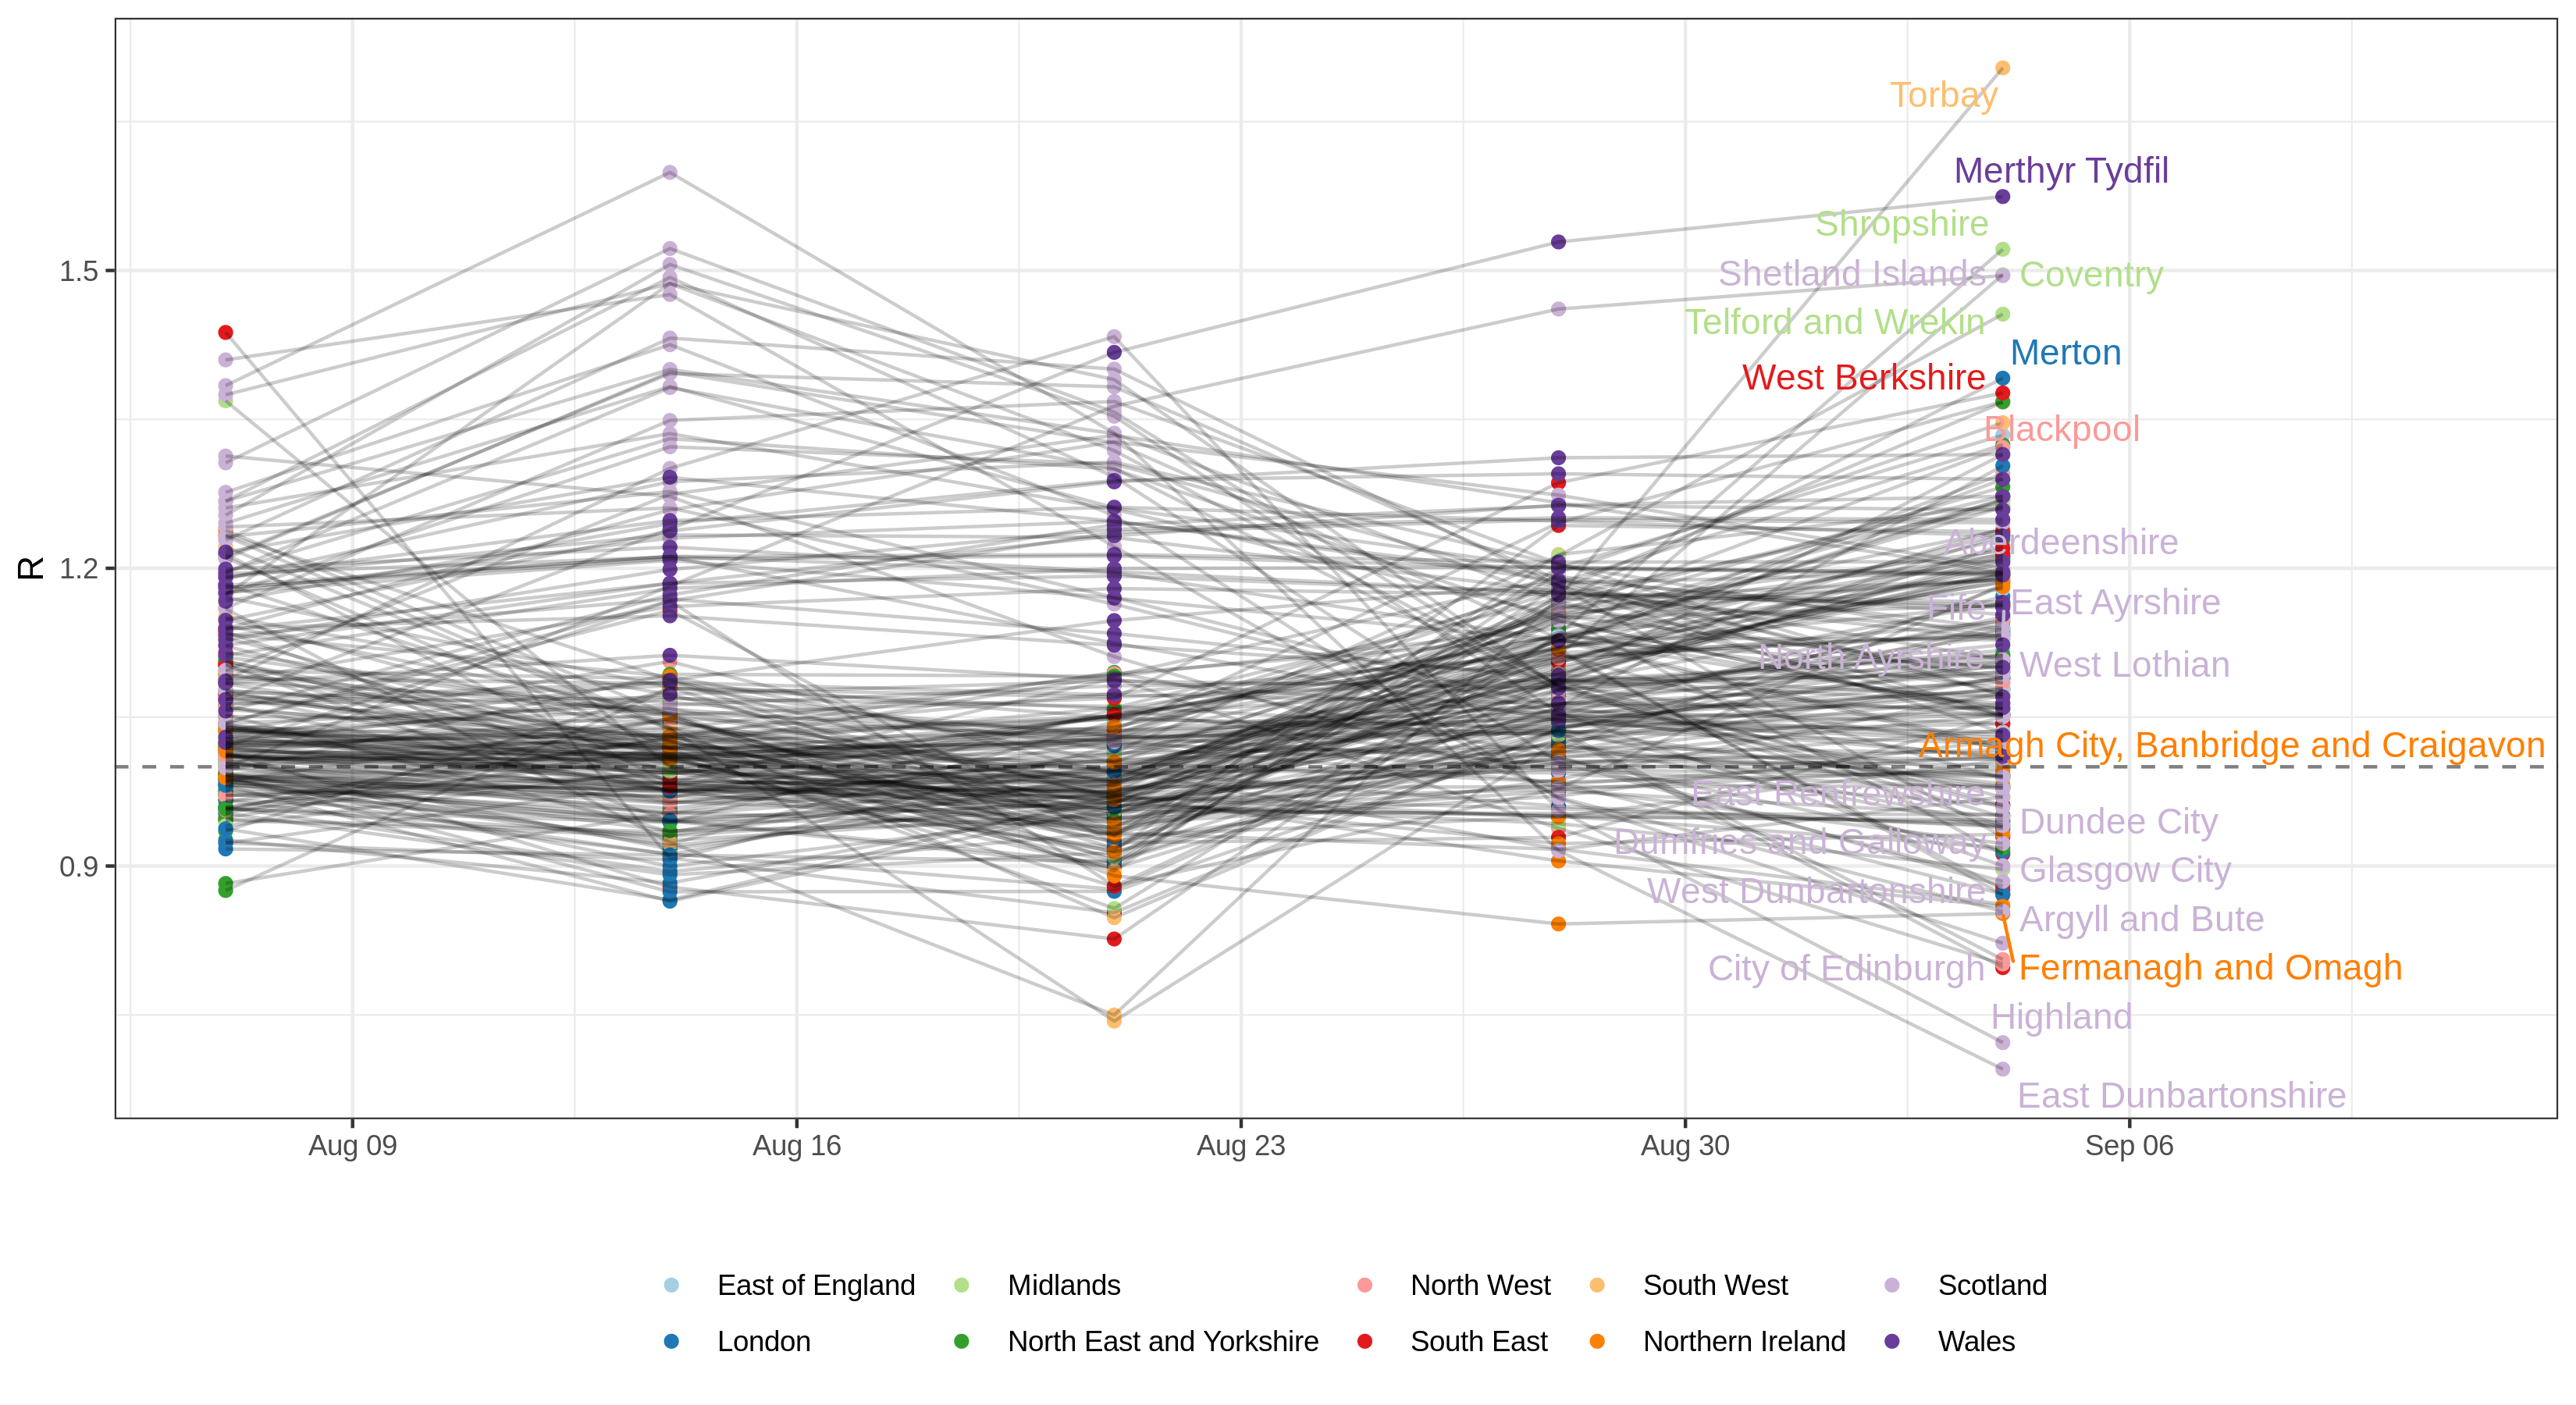 Torbay
Merthyr Tydfil
Shropshire
Shetland Islands
Coventry
Telford and Wrekin
Merton
West Berkshire
Blackpool
Aberdeenshire
Fife
East Ayrshire
North Ayrshire
West Lothian
Armagh City, Banbridge and Craigavon
East Renfrewshire
Dundee City
Dumfries and Galloway
Glasgow City
West Dunbartonshire
Argyll and Bute
City of Edinburgh
Fermanagh and Omagh
Highland
East Dunbartonshire
R
1.5
1.2
0.9
Aug 09
Aug 16
Aug 23
Aug 30
Sep 06
East of England
Midlands
North West
South West
Scotland
London
North East and Yorkshire
South East
Northern Ireland
Wales